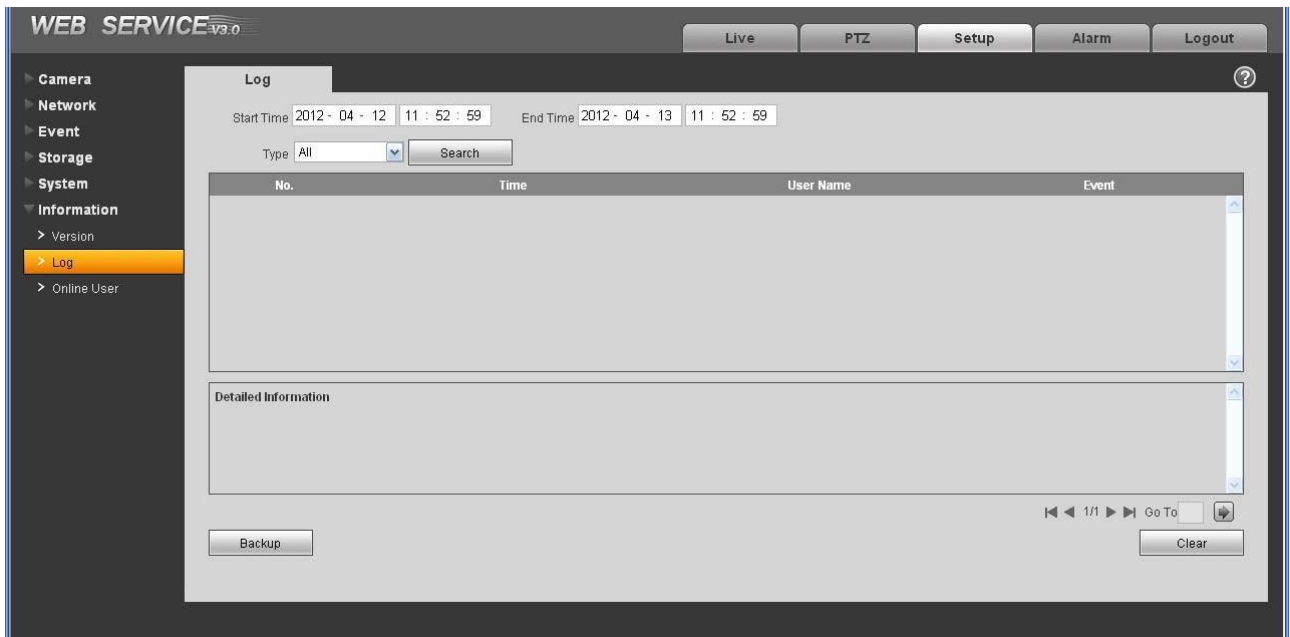 WEB SERVICE V3.0
Live PTZ Setup Alarm Logout
Camera
Network
Event
Storage
System
Information
> Version
> Log
> Online User
Log ?
Start Time 2012 - 04 - 12 11 : 52 : 59 End Time 2012 - 04 - 13 11 : 52 : 59
Type All Search
No. Time User Name Event
Detailed Information
1/1 Go To
Backup Clear